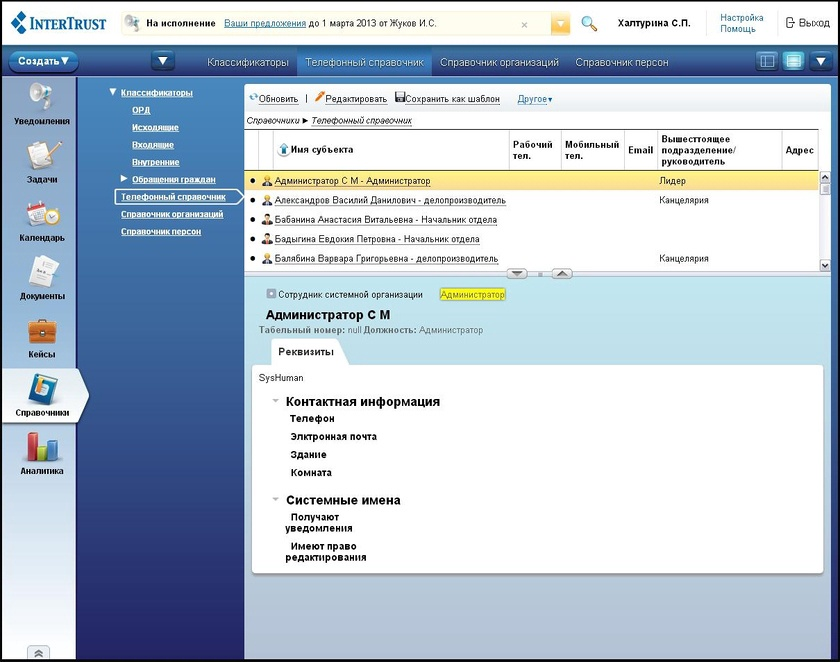 INTERTRUST
На исполнение Ваши предложения до 1 марта 2013 от Жуков И.С.
Халтурина С.П.
Настройка
Помощь
Выход
Создать
Классификаторы Телефонный справочник Справочник организаций Справочник персон
Уведомления
Задачи
Календарь
Документы
Кейсы
Справочники
Аналитика
Классификаторы
ОРД
Исходящие
Входящие
Внутренние
Обращения граждан
Телефонный справочник
Справочник организаций
Справочник персон
Обновить | Редактировать Сохранить как шаблон Другое
Справочники ► Телефонный справочник
Имя субъекта
Рабочий
тел.
Мобильный
тел.
Email
Вышесттоящее
подразделение/
руководитель
Адрес
Администратор С М - Администратор Лидер
Александров Василий Данилович - делопроизводитель Канцелярия
Бабанина Анастасия Витальевна - Начальник отдела
Бадыгина Евдокия Петровна - Начальник отдела
Балябина Варвара Григорьевна - делопроизводитель Канцелярия
Сотрудник системной организации Администратор
Администратор С М
Табельный номер: null Должность: Администратор
Реквизиты
SysHuman
Контактная информация
Телефон
Элктронная почта
Здание
Комната
Системные имена
Получают
уведомления
Имеют право
редактирования